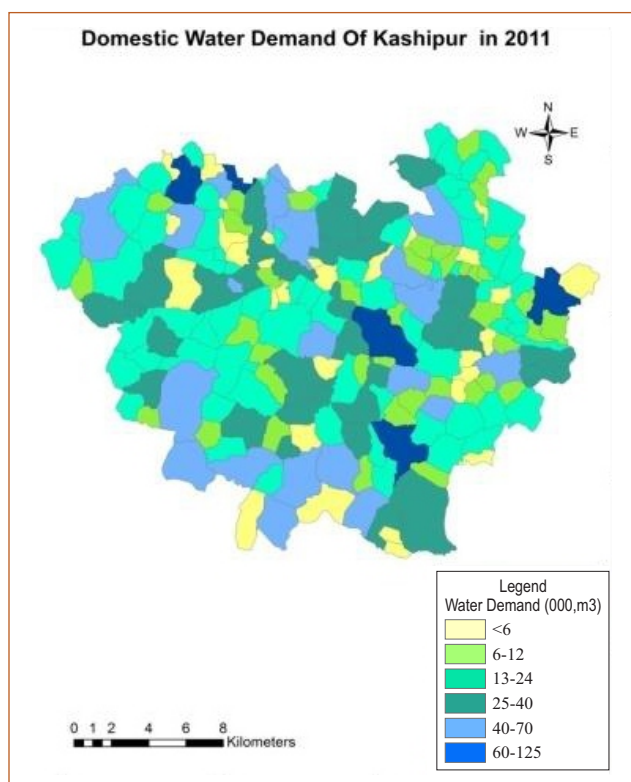 Domestic Water Demand Of Kashipur in 2011
N
W E
S
Legend
Water Demand (000,m3)
<6
6-12
13-24
25-40
40-70
60-125
0 1 2 4 6 8
Kilometers